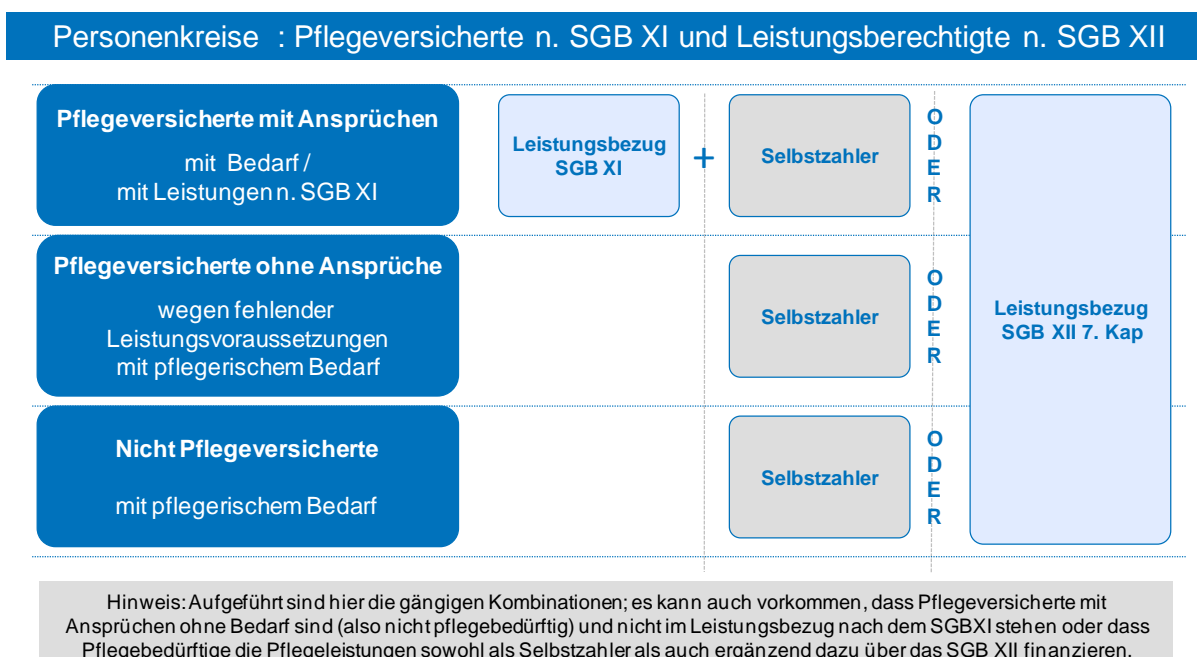 Personenkreise : Pflegeversicherte n. SGB XI und Leistungsberechtigte n. SGB XII
Pflegeversicherte mit Ansprüchen
mit Bedarf /
mit Leistungen n. SGB XI
Leistungsbezug
SGB XI
+
Selbstzahler
O
D
E
R
Pflegeversicherte ohne Ansprüche
wegen fehlender
Leistungsvoraussetzungen
mit pflegerischem Bedarf
Selbstzahler
O
D
E
R
Leistungsbezug
SGB XII 7. Kap
Nicht Pflegeversicherte
mit pflegerischem Bedarf
Selbstzahler
O
D
E
R
Hinweis: Aufgeführt sind hier die gängigen Kombinationen; es kann auch vorkommen, dass Pflegeversicherte mit
Ansprüchen ohne Bedarf sind (also nicht pflegebedürftig) und nicht im Leistungsbezug nach dem SGBXI stehen oder dass
Pflegebedürftige die Pflegeleistungen sowohl als Selbstzahler als auch ergänzend dazu über das SGB XII finanzieren.